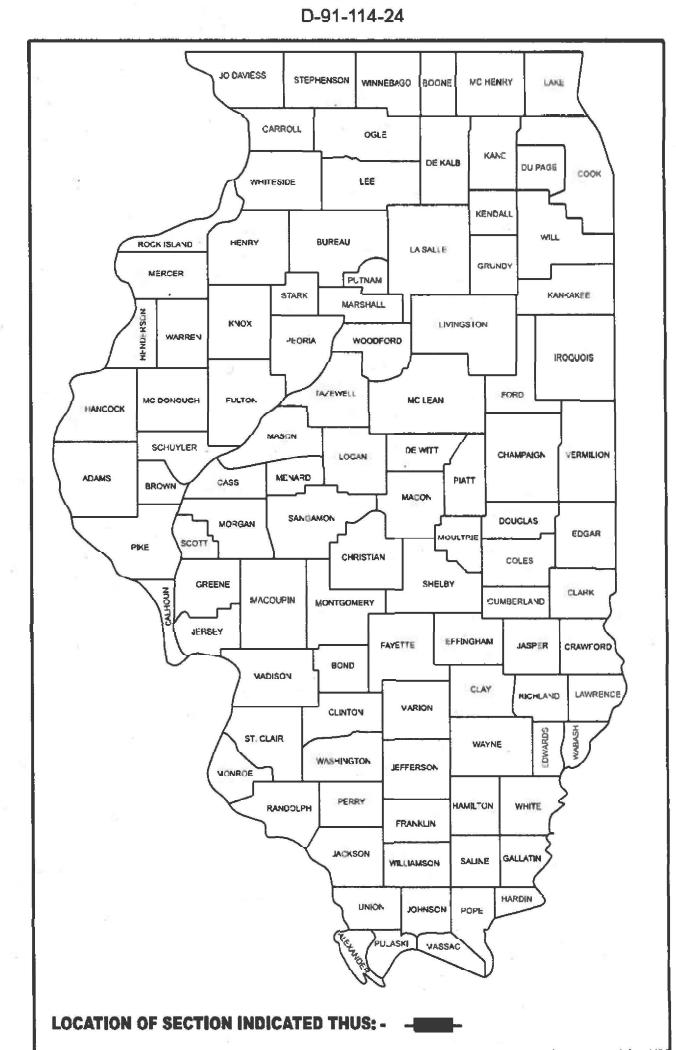 D-91-114-24
JO DAVIESS
STEPHENSON
WINNEBAGO
BOONE
MC HENRY
LAKE
CARROLL
OGLE
DE KALB
KANE
DU PAGE
COOK
WHITESIDE
LEE
KENDALL
ROCK ISLAND
HENRY
BUREAU
LA SALLE
WILL
MERCER
PUTNAM
GRUNDY
STARK
MARSHALL
KANKAKEE
HENDERSON
WARREN
KNOX
PEORIA
WOODFORD
LIVINGSTON
IROQUOIS
HANCOCK
MC DONOUGH
FULTON
TAZEWELL
MC LEAN
FORD
SCHUYLER
MASON
LOGAN
DE WITT
CHAMPAIGN
VERMILION
ADAMS
BROWN
CASS
MENARD
PIATT
MACON
PIKE
SCOTT
MORGAN
SANGAMON
MOULTRIE
DOUGLAS
EDGAR
CHRISTIAN
COLES
GREENE
SHELBY
CALHOUN
MACOUPIN
MONTGOMERY
CUMBERLAND
CLARK
JERSEY
FAYETTE
EFFINGHAM
JASPER
CRAWFORD
MADISON
BOND
CLAY
RICHLAND
LAWRENCE
CLINTON
MARION
ST. CLAIR
WAYNE
EDWARDS
WABASH
WASHINGTON
JEFFERSON
MONROE
RANDOLPH
PERRY
HAMILTON
WHITE
FRANKLIN
JACKSON
WILLIAMSON
SALINE
GALLATIN
UNION
JOHNSON
POPE
HARDIN
ALEXANDER
PULASKI
MASSAC
LOCATION OF SECTION INDICATED THUS: -